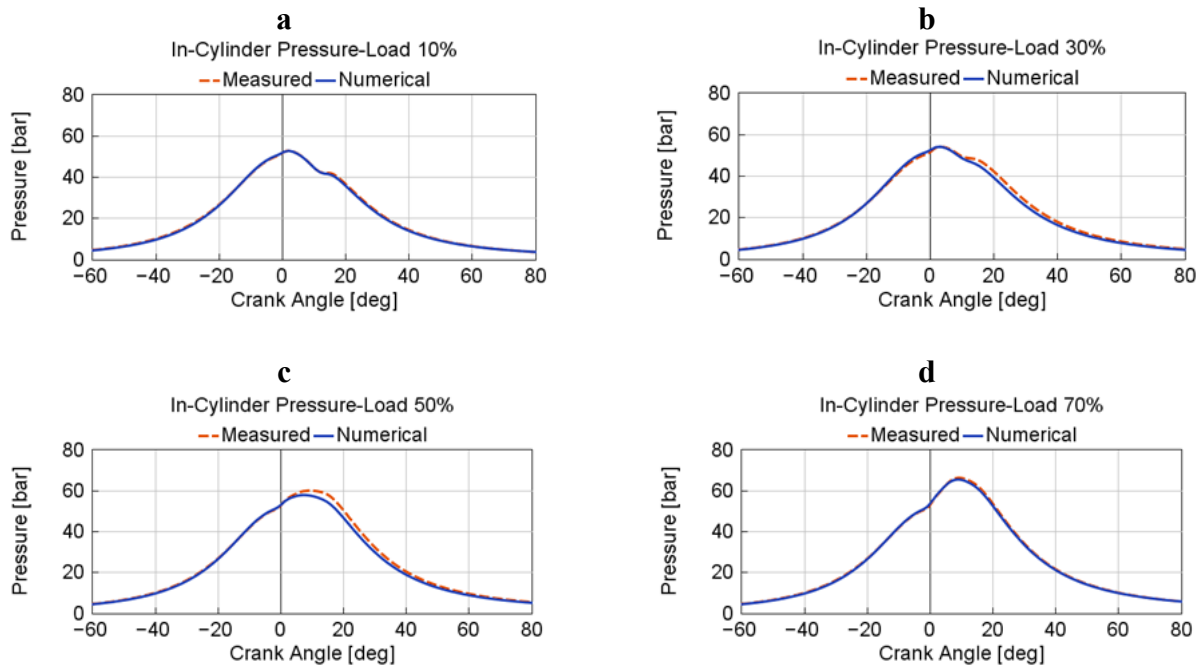 a
In-Cylinder Pressure-Load 10%
Measured Numerical
80
60
40
20
0
Pressure [bar]
−60 −40 −20 0 20 40 60 80
Crank Angle [deg]
b
In-Cylinder Pressure-Load 30%
Measured Numerical
80
60
40
20
0
Pressure [bar]
−60 −40 −20 0 20 40 60 80
Crank Angle [deg]
c
In-Cylinder Pressure-Load 50%
Measured Numerical
80
60
40
20
0
Pressure [bar]
−60 −40 −20 0 20 40 60 80
Crank Angle [deg]
d
In-Cylinder Pressure-Load 70%
Measured Numerical
80
60
40
20
0
Pressure [bar]
−60 −40 −20 0 20 40 60 80
Crank Angle [deg]